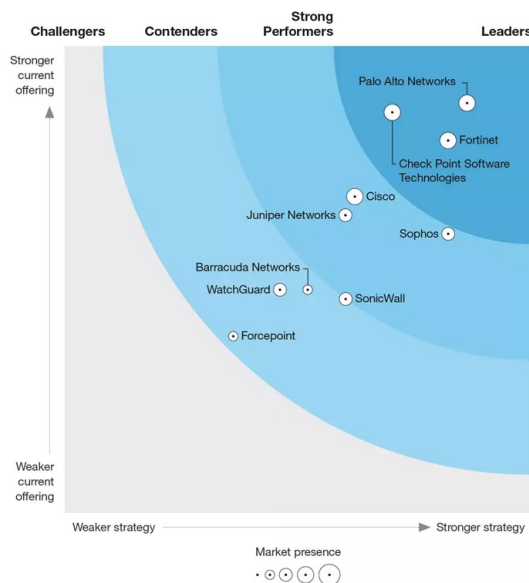 Challengers
Contenders
Strong
Performers
Leaders
Stronger
current
offering
Palo Alto Networks
Fortinet
Check Point Software
Technologies
Cisco
Juniper Networks
Sophos
Barracuda Networks
WatchGuard
SonicWall
Forcepoint
Weaker
current
offering
Weaker strategy
Stronger strategy
Market presence